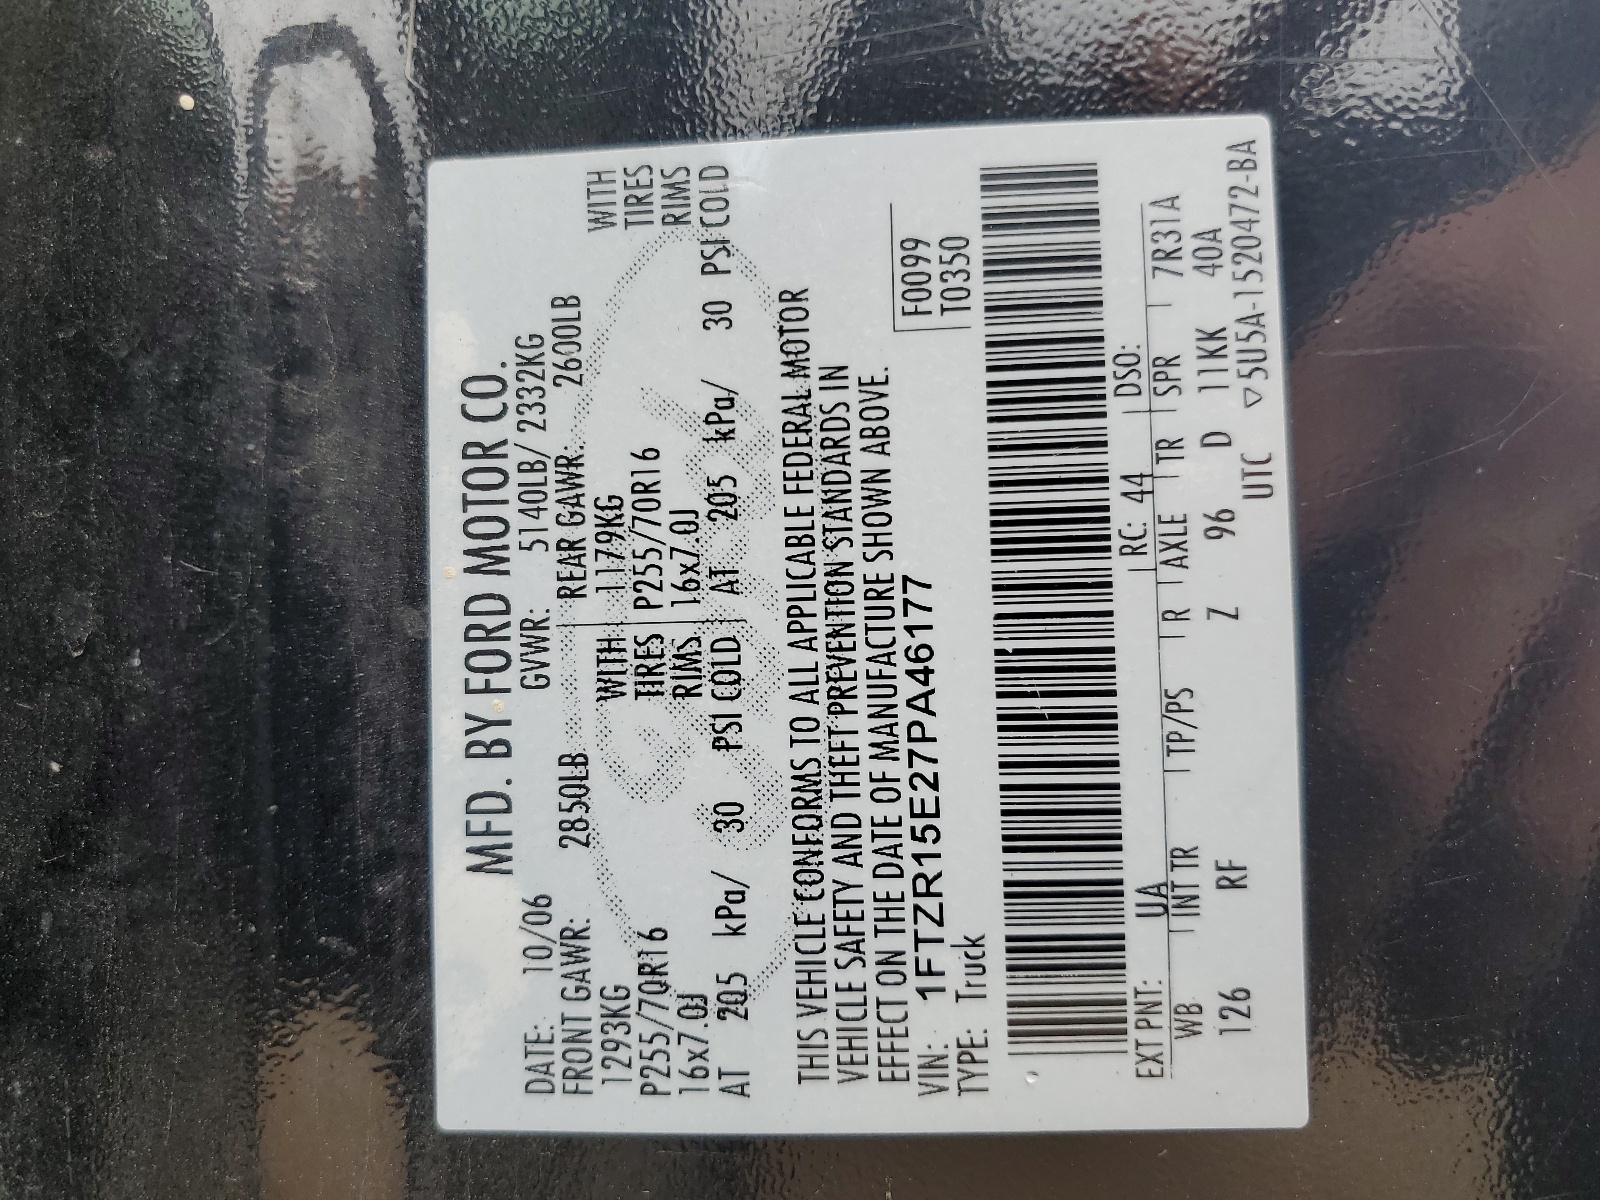 MFD. BY FORD MOTOR CO.
DATE: 10/06 GVWR: 5140LB/ 2332KG
FRONT GAWR: 2850LB REAR GAWR: 2600LB
1293KG WITH 1179KG WITH
P255/70R16 TIRES P255/70R16 TIRES
16x7.0J RIMS 16x7.0J RIMS
AT 205 kPa/ 30 PSI COLD AT 205 kPa/ 30 PSI COLD
THIS VEHICLE CONFORMS TO ALL APPLICABLE FEDERAL MOTOR
VEHICLE SAFETY AND THEFT PREVENTION STANDARDS IN
EFFECT ON THE DATE OF MANUFACTURE SHOWN ABOVE.
VIN: 1FTZR15E27PA46177 F0099
TYPE: Truck T0350
EXT PNT: UA RC: 44 DSO:
WB INT TR TP/PS R AXLE TR SPR 7R31A
126 RF Z 96 D 11KK 40A
UTC ▽5U5A-1520472-BA